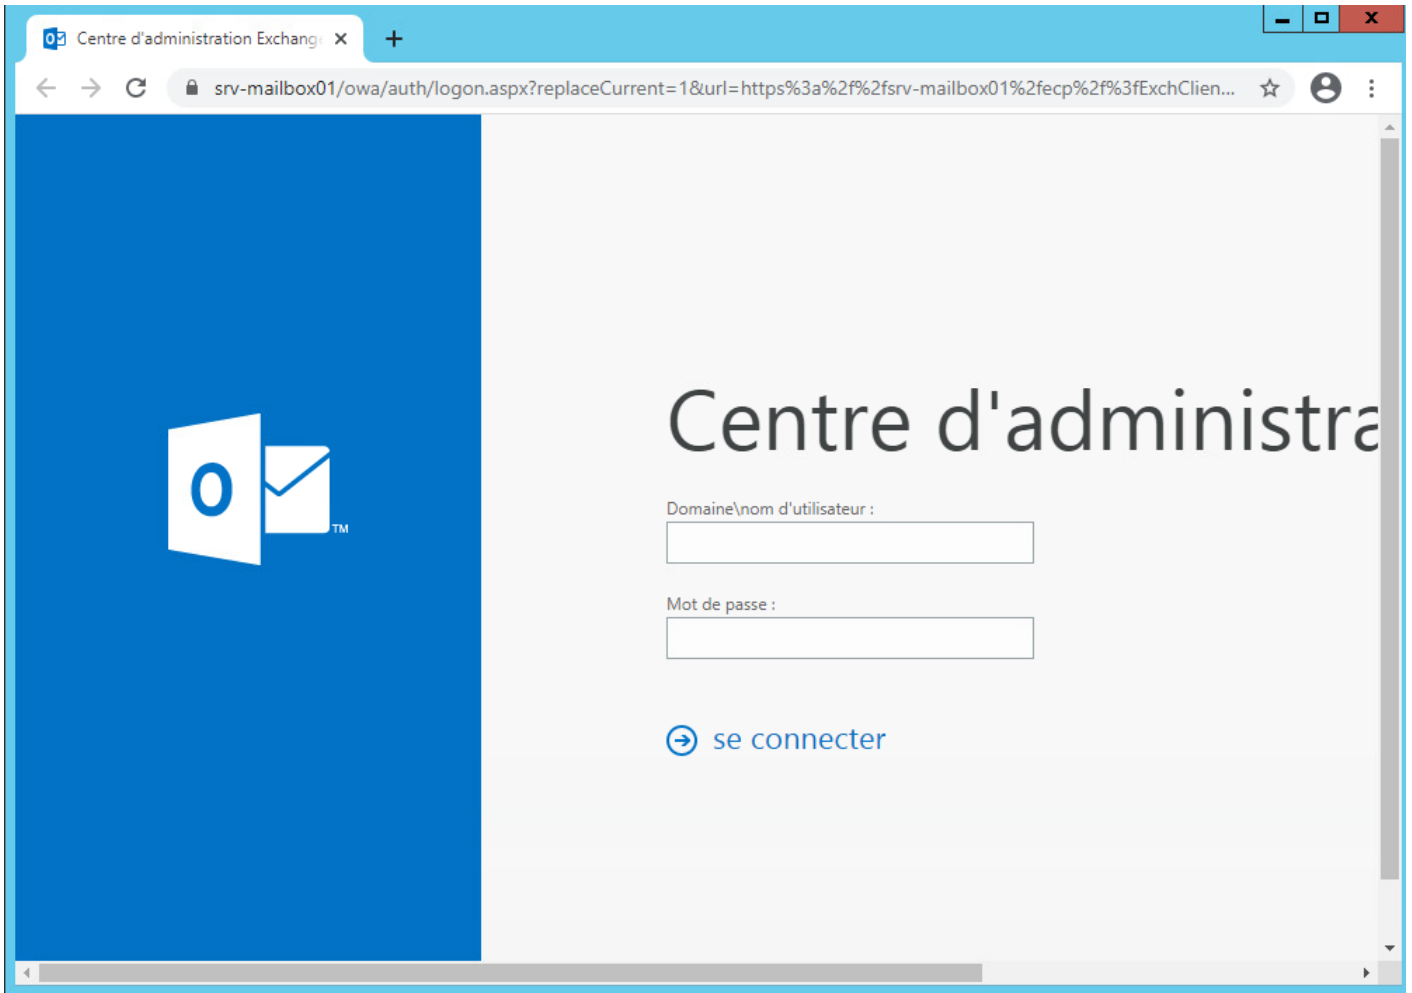 Centre d'administration Exchange
srv-mailbox01/owa/auth/logon.aspx?replaceCurrent=1&url=https%3a%2f%2fsrv-mailbox01%2fecp%2f%3fExchClien...
O
TM
Centre d'administra
Domaine\nom d'utilisateur :
Mot de passe :
se connecter